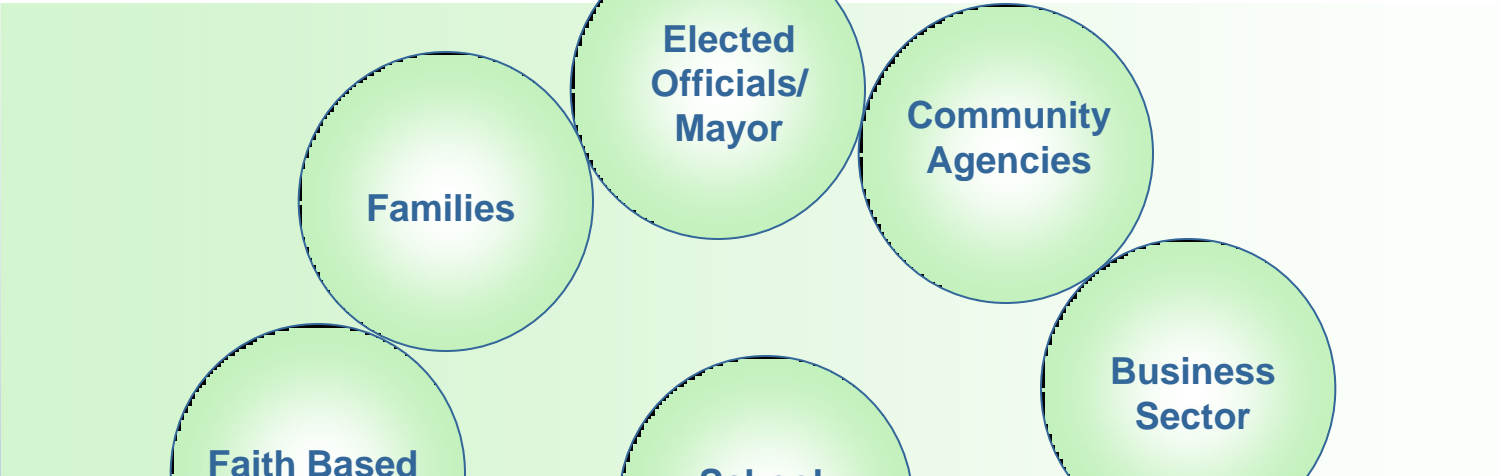 Elected
Officials/
Mayor
Community
Agencies
Families
Business
Sector
Faith Based